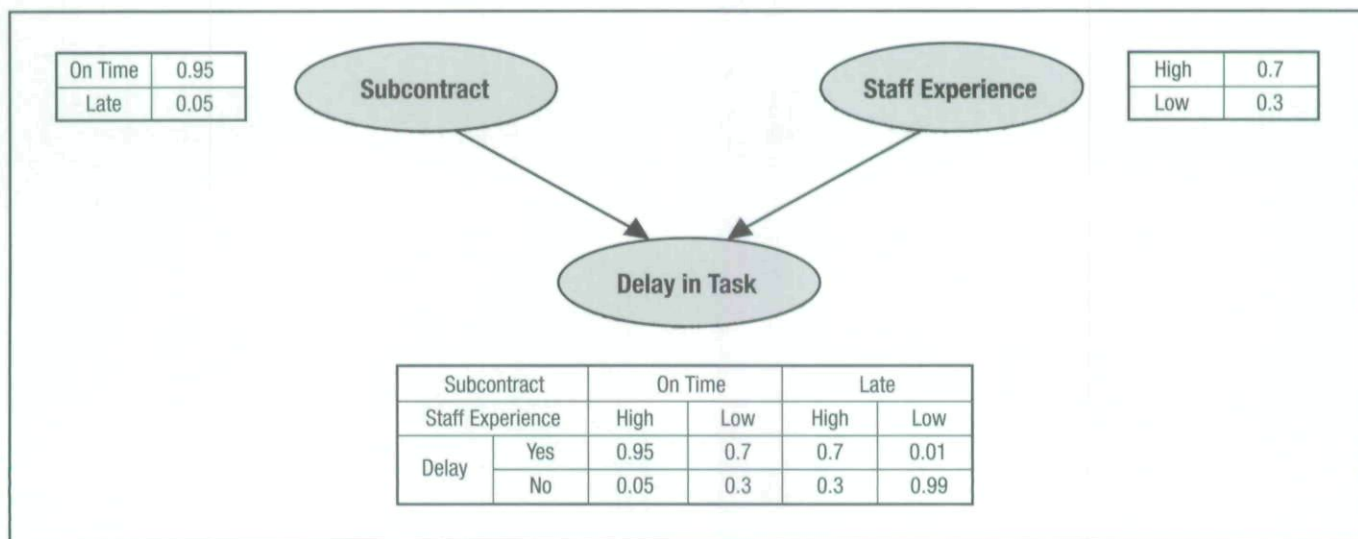 On Time 0.95
Late 0.05
Subcontract
Staff Experience
High 0.7
Low 0.3
Delay in Task
Subcontract On Time Late
Staff Experience High Low High Low
Delay Yes 0.95 0.7 0.7 0.01
No 0.05 0.3 0.3 0.99